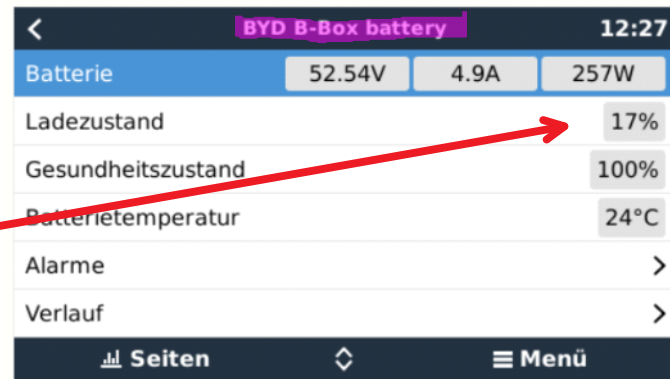 BYD B-Box battery 12:27
Batterie 52.54V 4.9A 257W
Ladezustand 17%
Gesundheitszustand 100%
Batterietemperatur 24°C
Alarme
Verlauf
Seiten Menü